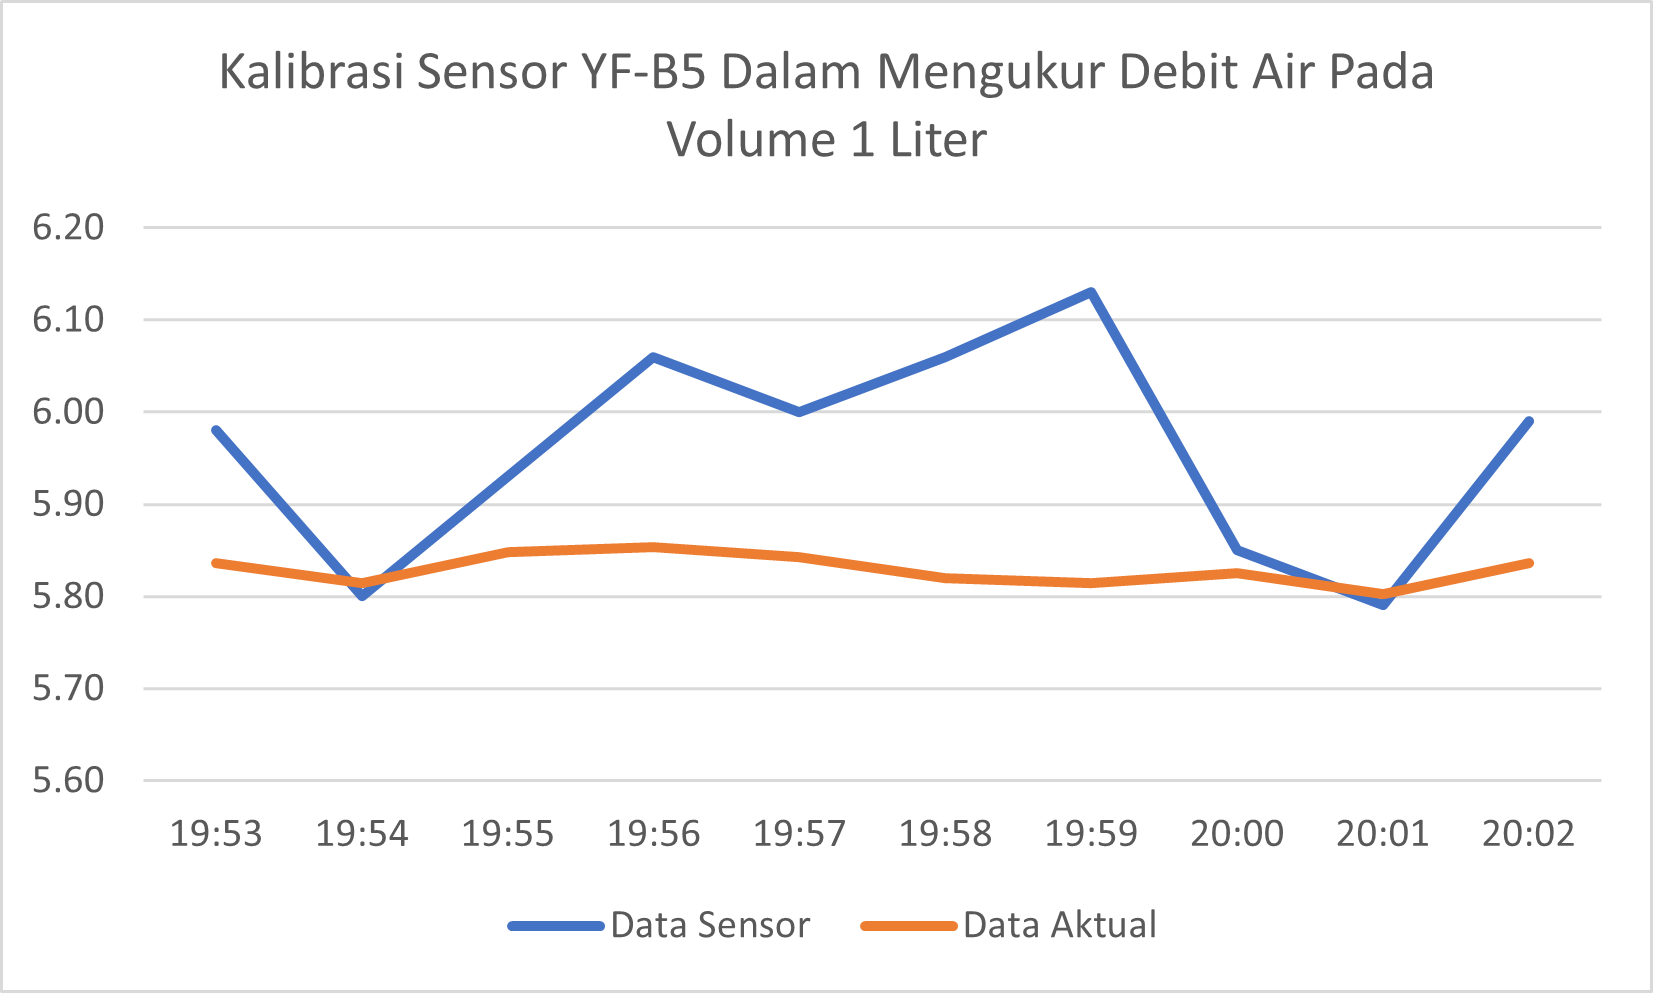 Kalibrasi Sensor YF-B5 Dalam Mengukur Debit Air Pada
Volume 1 Liter
6.20
6.10
6.00
5.90
5.80
5.70
5.60
19:53 19:54 19:55 19:56 19:57 19:58 19:59 20:00 20:01 20:02
Data Sensor Data Aktual